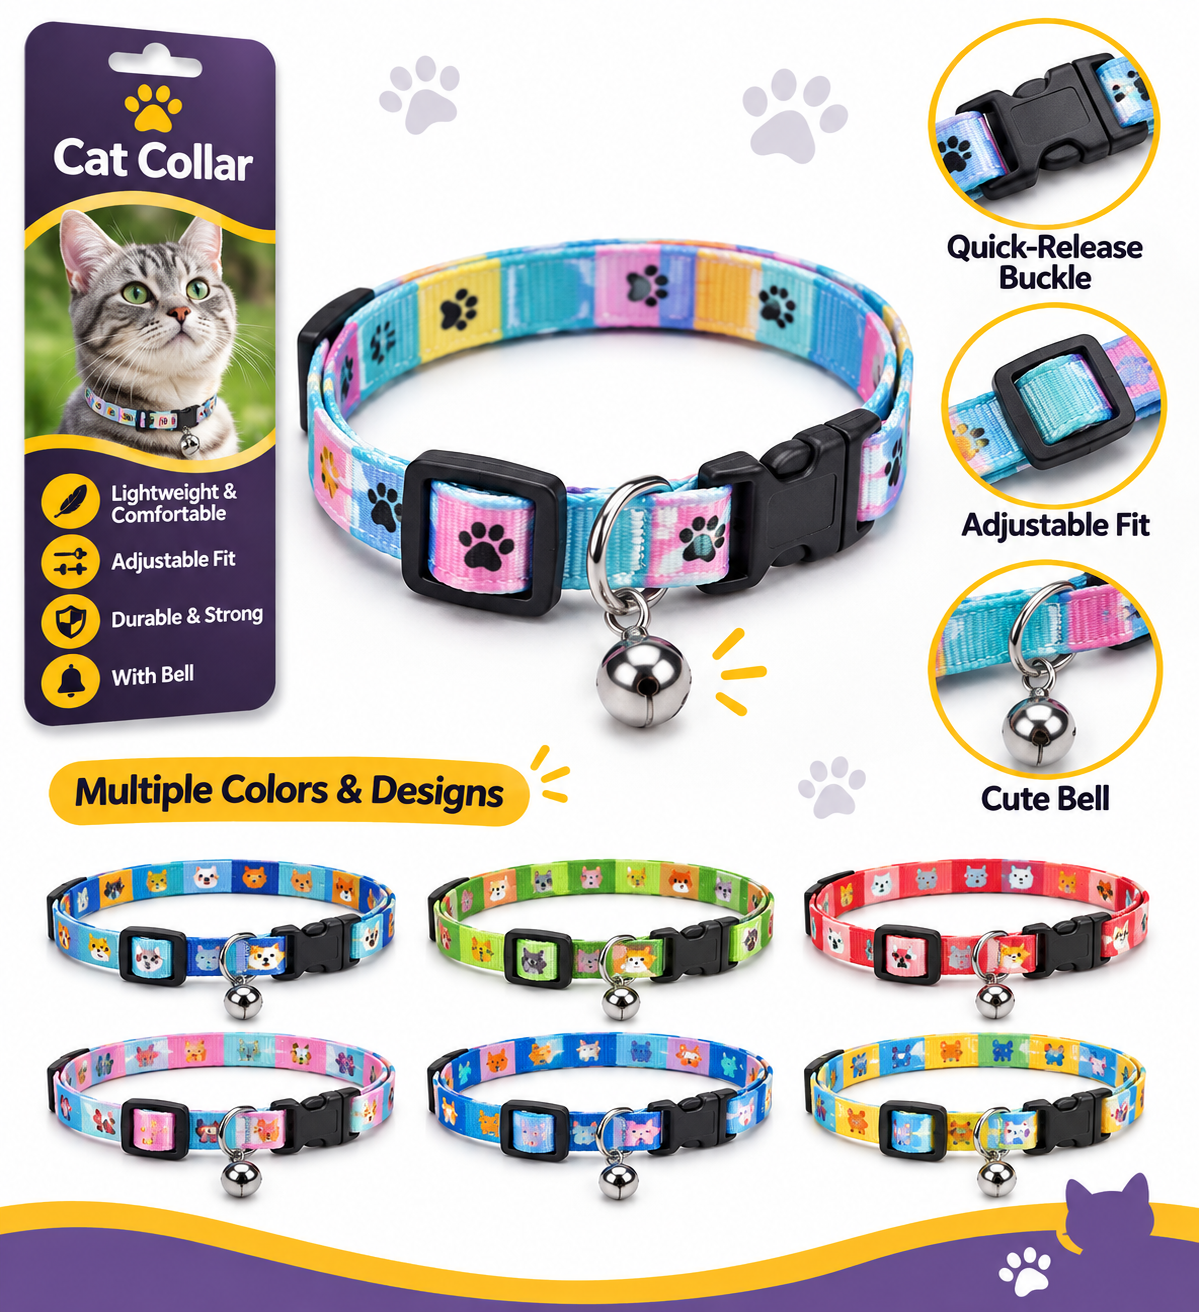 Cat Collar
Lightweight &
Comfortable
Adjustable Fit
Durable & Strong
With Bell
Quick-Release
Buckle
Adjustable Fit
Cute Bell
Multiple Colors & Designs